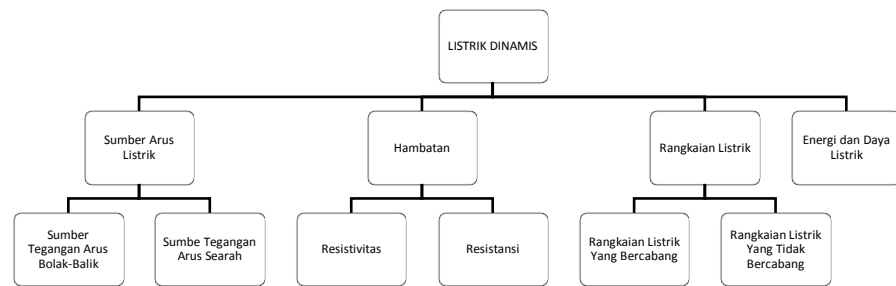 LISTRIK DINAMIS
Sumber Arus
Listrik
Hambatan
Rangkaian Listrik
Energi dan Daya
Listrik
Sumber
Tegangan Arus
Bolak-Balik
Sumbe Tegangan
Arus Searah
Resistivitas
Resistansi
Rangkaian Listrik
Yang Bercabang
Rangkaian Listrik
Yang Tidak
Bercabang